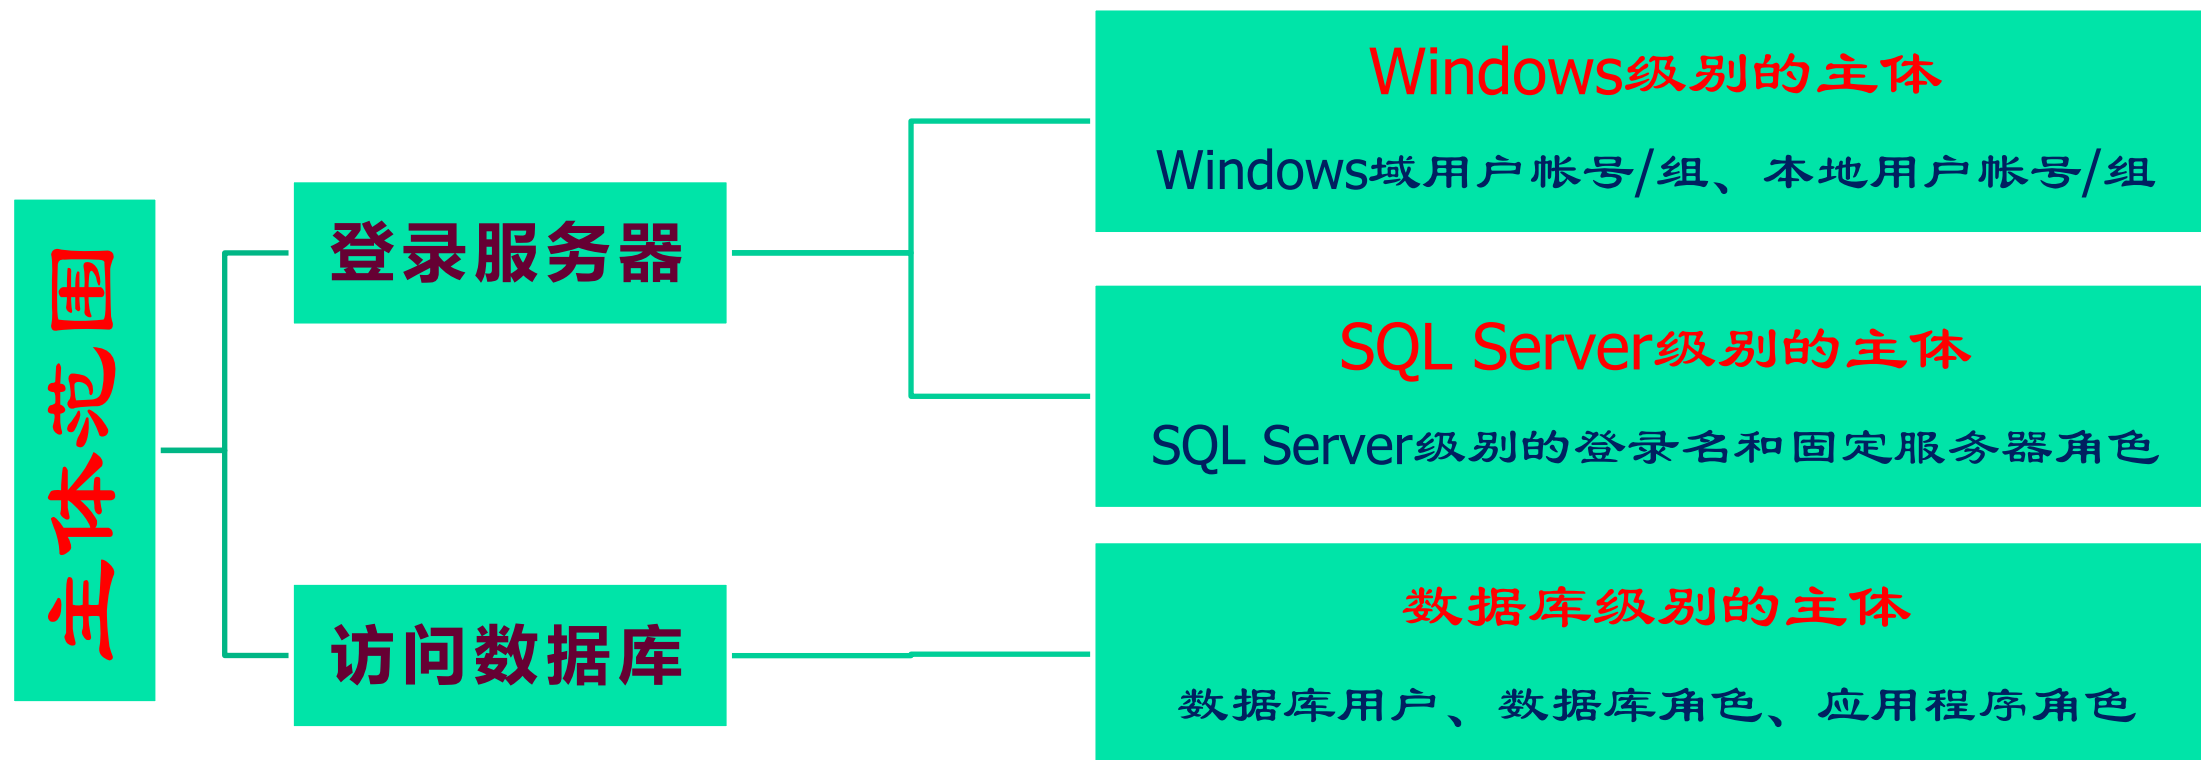 主体范围
登录服务器
Windows级别的主体
Windows域用户帐号/组、本地用户帐号/组
SQL Server级别的主体
SQL Server级别的登录名和固定服务器角色
访问数据库
数据库级别的主体
数据库用户、数据库角色、应用程序角色